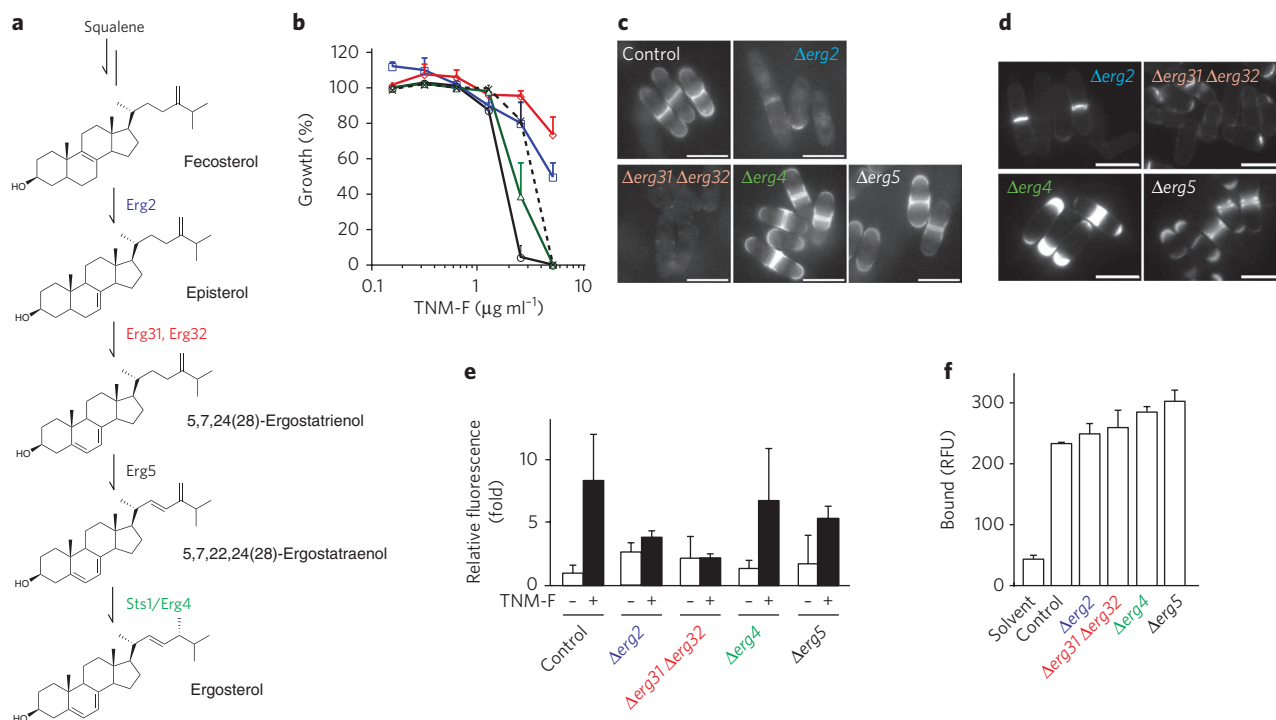 a
Squalene
HO
Fecosterol
Erg2
HO
Episterol
Erg31, Erg32
HO
5,7,24(28)-Ergostatrienol
Erg5
HO
5,7,22,24(28)-Ergostatraenol
Sts1/Erg4
HO
Ergosterol
b
Growth (%)
120
100
80
60
40
20
0
0.1
1
10
TNM-F (μg ml−1)
c
Control
Δerg2
Δerg31 Δerg32
Δerg4
Δerg5
d
Δerg2
Δerg31 Δerg32
Δerg4
Δerg5
e
Relative fluorescence
(fold)
10
5
0
TNM-F
− + − + − + − + − +
Control
Δerg2
Δerg31 Δerg32
Δerg4
Δerg5
f
Bound (RFU)
300
200
100
0
Solvent
Control
Δerg2
Δerg31 Δerg32
Δerg4
Δerg5